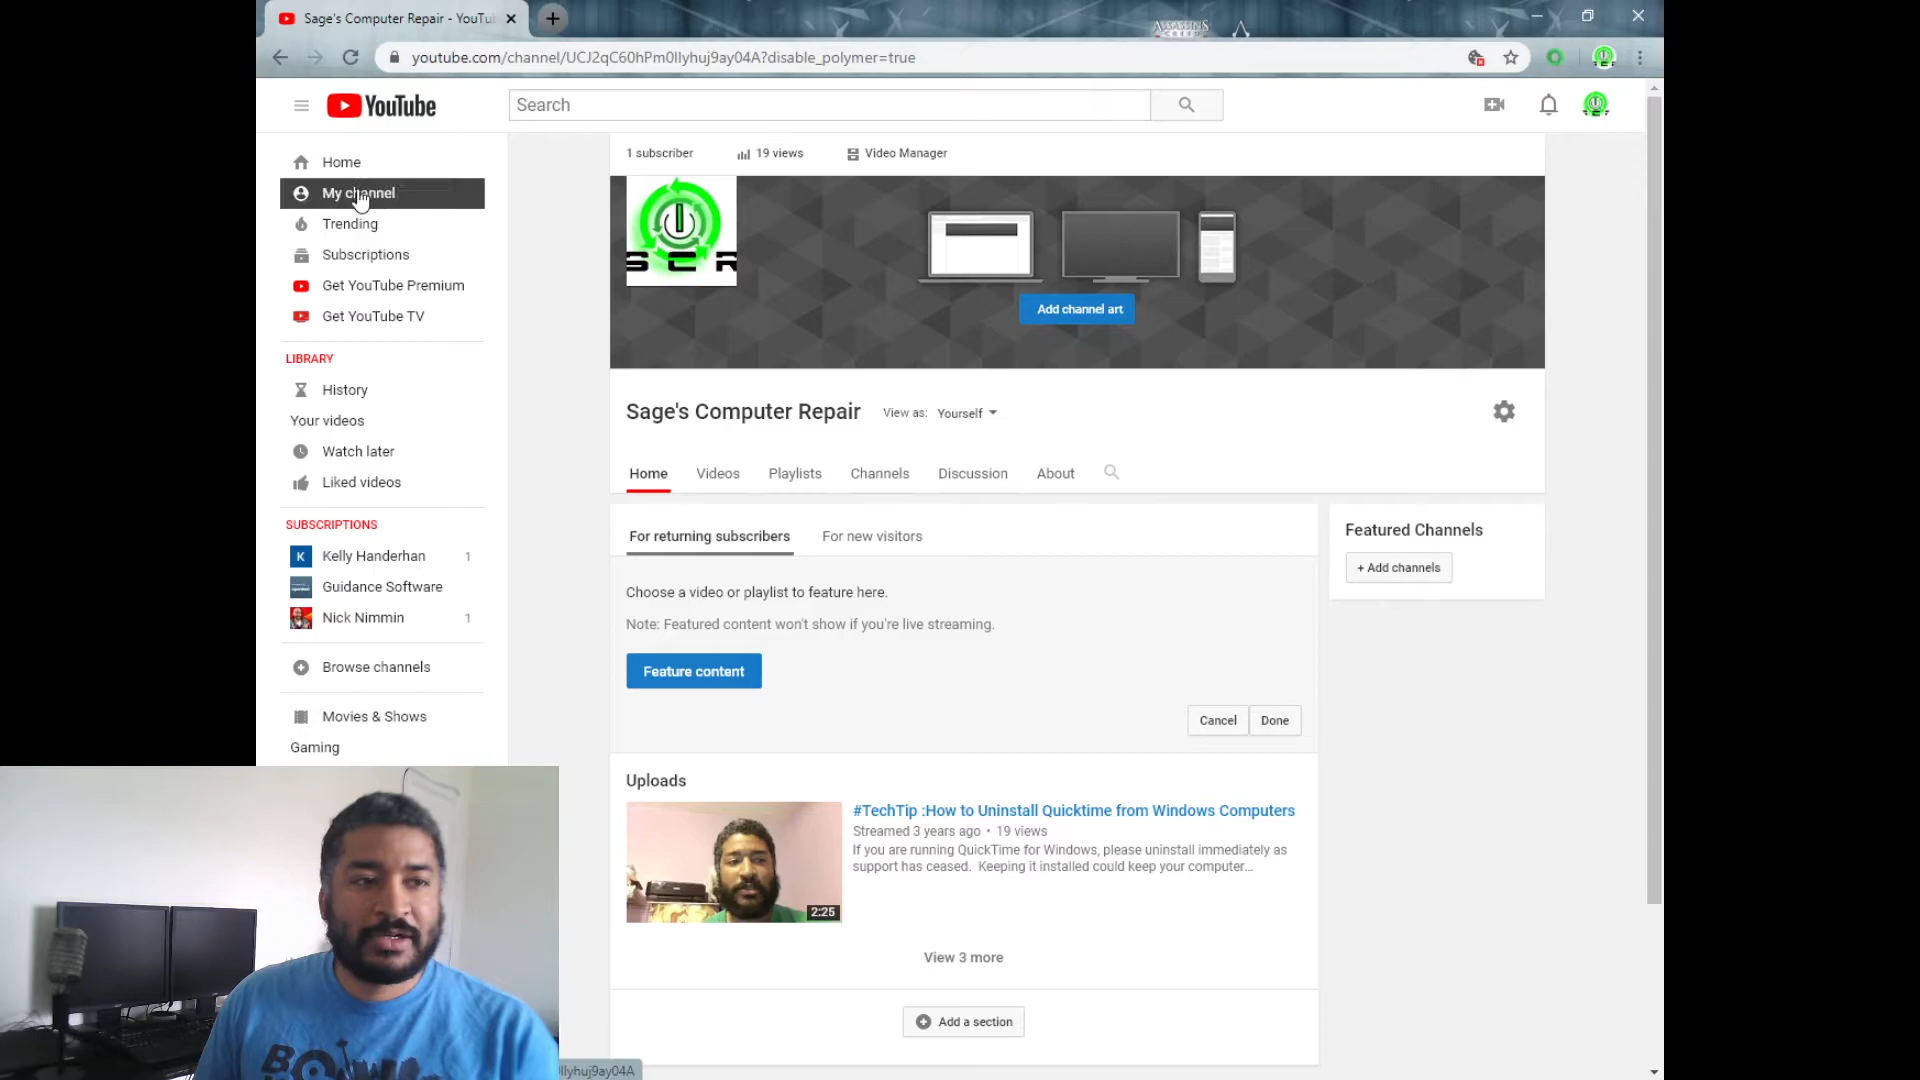 Sage's Computer Repair - YouTu
ASSASSINS
youtube.com/channel/UCJ2qC60hPm0llyhuj9ay04A?disable_polymer=true
YouTube
Search
Home
My channel
Trending
Subscriptions
Get YouTube Premium
Get YouTube TV
LIBRARY
History
Your videos
Watch later
Liked videos
SUBSCRIPTIONS
K Kelly Handerhan 1
Guidance Software
Nick Nimmin 1
Browse channels
Movies & Shows
Gaming
1 subscriber 19 views Video Manager
SCR
Add channel art
Sage's Computer Repair View as: Yourself
Home Videos Playlists Channels Discussion About
For returning subscribers For new visitors
Choose a video or playlist to feature here.
Note: Featured content won't show if you're live streaming.
Feature content
Cancel Done
Featured Channels
+ Add channels
Uploads
#TechTip :How to Uninstall Quicktime from Windows Computers
Streamed 3 years ago • 19 views
If you are running QuickTime for Windows, please uninstall immediately as
support has ceased. Keeping it installed could keep your computer...
2:25
View 3 more
Add a section
llyhuj9ay04A